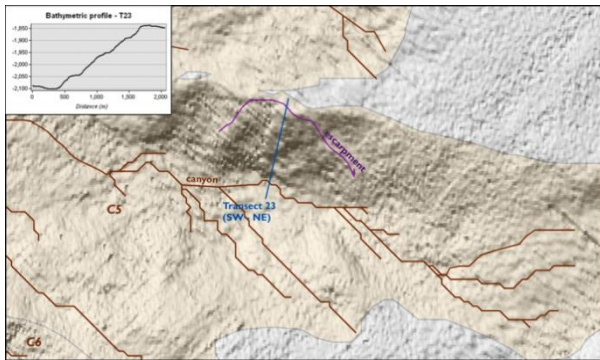 Bathymetric profile - T23
-1,850
-1,900
-1,950
-2,000
-2,050
-2,100
0
500
1,000
1,500
2,000
Distance (m)
escarpment
canyon
Transect 23
(SW NE)
C5
C6